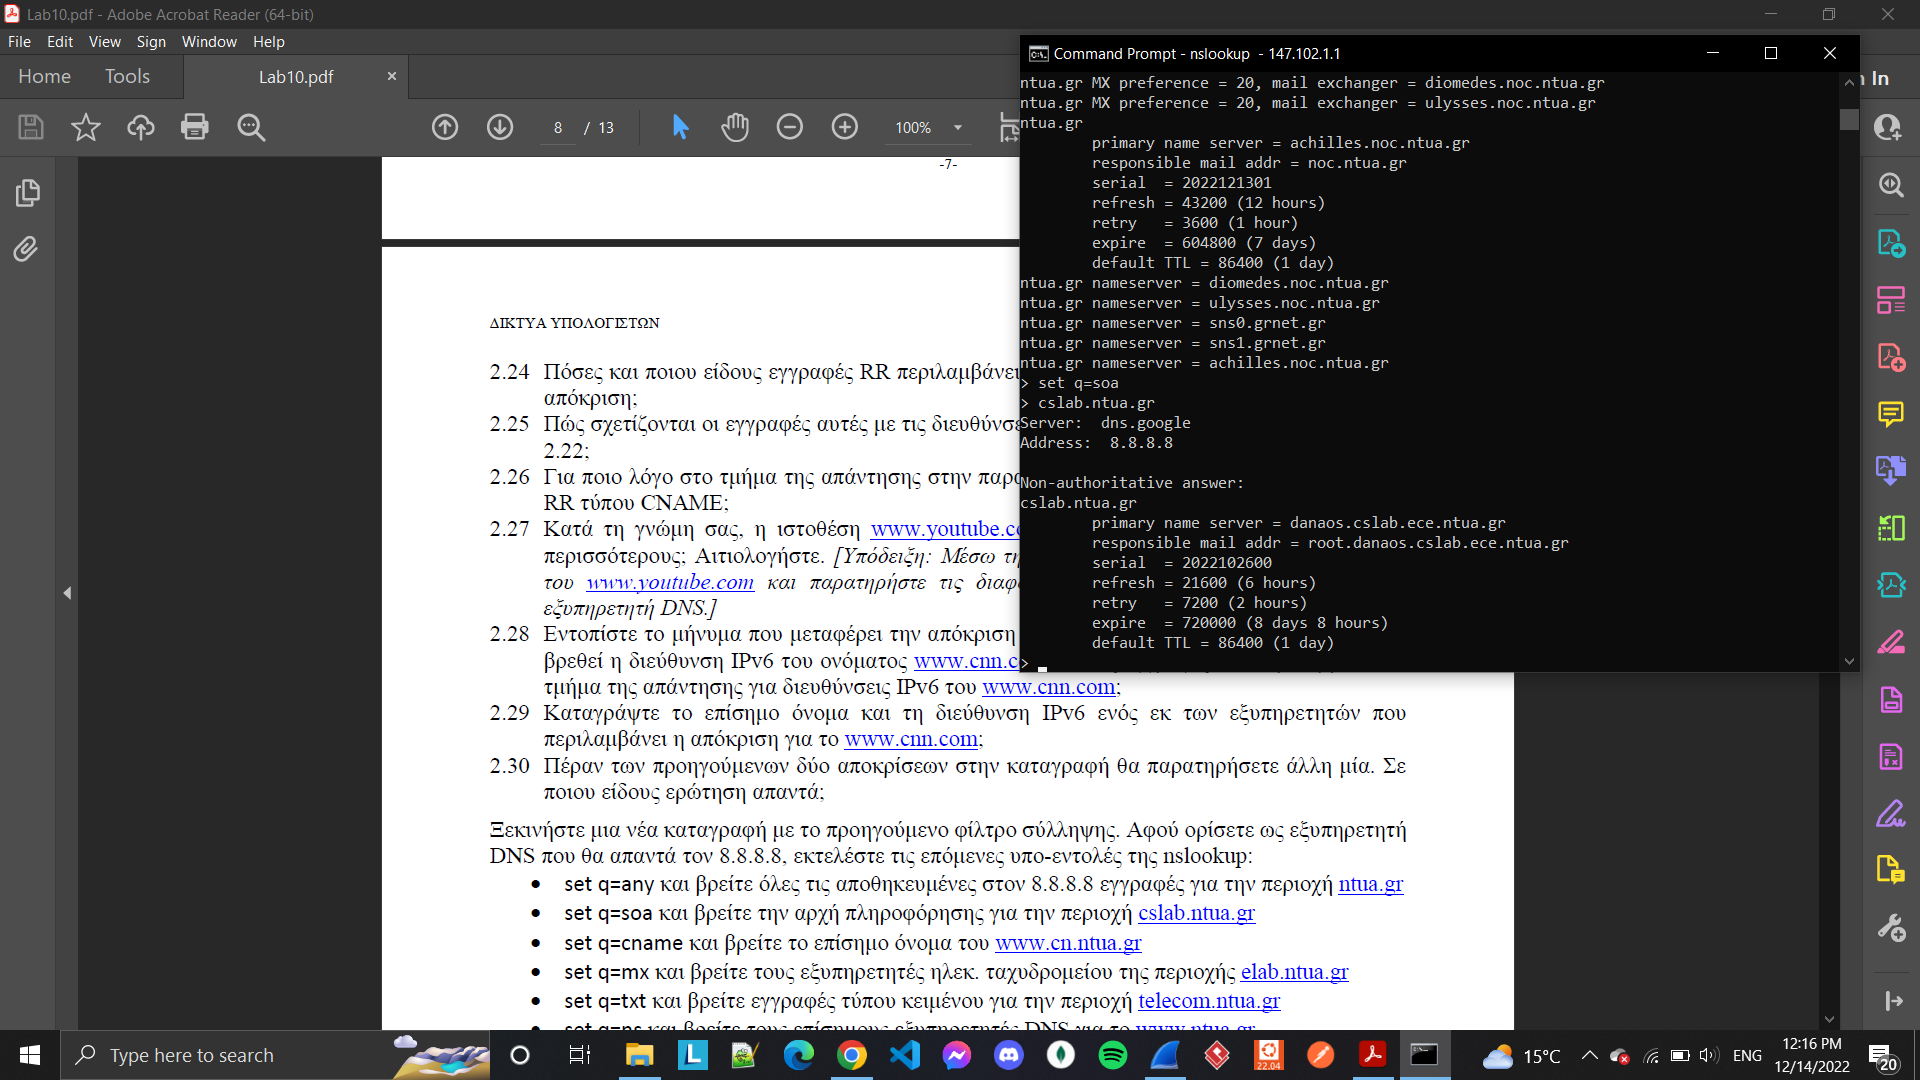 Lab10.pdf - Adobe Acrobat Reader (64-bit)
File Edit View Sign Window Help
Home Tools Lab10.pdf × In
8 / 13 100%
-7-
ΔΙΚΤΥΑ ΥΠΟΛΟΓΙΣΤΩΝ
2.24 Πόσες και ποιου είδους εγγραφές RR περιλαμβάνει
απόκριση;
2.25 Πώς σχετίζονται οι εγγραφές αυτές με τις διευθύνσε
2.22;
2.26 Για ποιο λόγο στο τμήμα της απάντησης στην παρα
RR τύπου CNAME;
2.27 Κατά τη γνώμη σας, η ιστοθέση www.youtube.co
περισσότερους; Αιτιολογήστε. [Υπόδειξη: Μέσω τη
του www.youtube.com και παρατηρήστε τις διαφο
εξυπηρετητή DNS.]
2.28 Εντοπίστε το μήνυμα που μεταφέρει την απόκριση
βρεθεί η διεύθυνση IPv6 του ονόματος www.cnn.c
τμήμα της απάντησης για διευθύνσεις IPv6 του www.cnn.com;
2.29 Καταγράψτε το επίσημο όνομα και τη διεύθυνση IPv6 ενός εκ των εξυπηρετητών που
περιλαμβάνει η απόκριση για το www.cnn.com;
2.30 Πέραν των προηγούμενων δύο αποκρίσεων στην καταγραφή θα παρατηρήσετε άλλη μία. Σε
ποιου είδους ερώτηση απαντά;
Ξεκινήστε μια νέα καταγραφή με το προηγούμενο φίλτρο σύλληψης. Αφού ορίσετε ως εξυπηρετητή
DNS που θα απαντά τον 8.8.8.8, εκτελέστε τις επόμενες υπο-εντολές της nslookup:
• set q=any και βρείτε όλες τις αποθηκευμένες στον 8.8.8.8 εγγραφές για την περιοχή ntua.gr
• set q=soa και βρείτε την αρχή πληροφόρησης για την περιοχή cslab.ntua.gr
• set q=cname και βρείτε το επίσημο όνομα του www.cn.ntua.gr
• set q=mx και βρείτε τους εξυπηρετητές ηλεκ. ταχυδρομείου της περιοχής elab.ntua.gr
• set q=txt και βρείτε εγγραφές τύπου κειμένου για την περιοχή telecom.ntua.gr
• set q=ns και βρείτε τους επίσημους εξυπηρετητές DNS για το www.ntua.gr
Command Prompt - nslookup - 147.102.1.1
ntua.gr MX preference = 20, mail exchanger = diomedes.noc.ntua.gr
ntua.gr MX preference = 20, mail exchanger = ulysses.noc.ntua.gr
ntua.gr
primary name server = achilles.noc.ntua.gr
responsible mail addr = noc.ntua.gr
serial = 2022121301
refresh = 43200 (12 hours)
retry = 3600 (1 hour)
expire = 604800 (7 days)
default TTL = 86400 (1 day)
ntua.gr nameserver = diomedes.noc.ntua.gr
ntua.gr nameserver = ulysses.noc.ntua.gr
ntua.gr nameserver = sns0.grnet.gr
ntua.gr nameserver = sns1.grnet.gr
ntua.gr nameserver = achilles.noc.ntua.gr
> set q=soa
> cslab.ntua.gr
Server: dns.google
Address: 8.8.8.8
Non-authoritative answer:
cslab.ntua.gr
primary name server = danaos.cslab.ece.ntua.gr
responsible mail addr = root.danaos.cslab.ece.ntua.gr
serial = 2022102600
refresh = 21600 (6 hours)
retry = 7200 (2 hours)
expire = 720000 (8 days 8 hours)
default TTL = 86400 (1 day)
>
Type here to search
L
22.04
15°C ENG
12:16 PM
12/14/2022
20